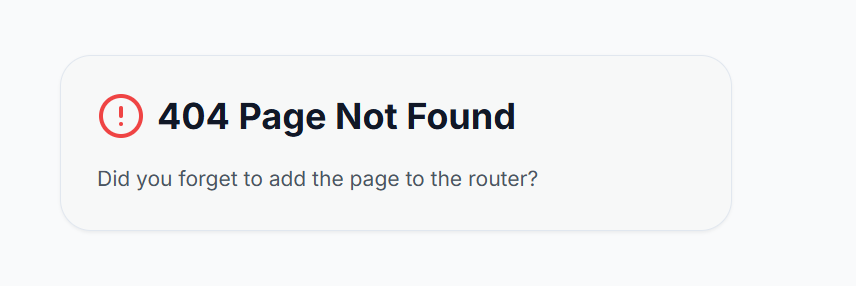 404 Page Not Found
Did you forget to add the page to the router?